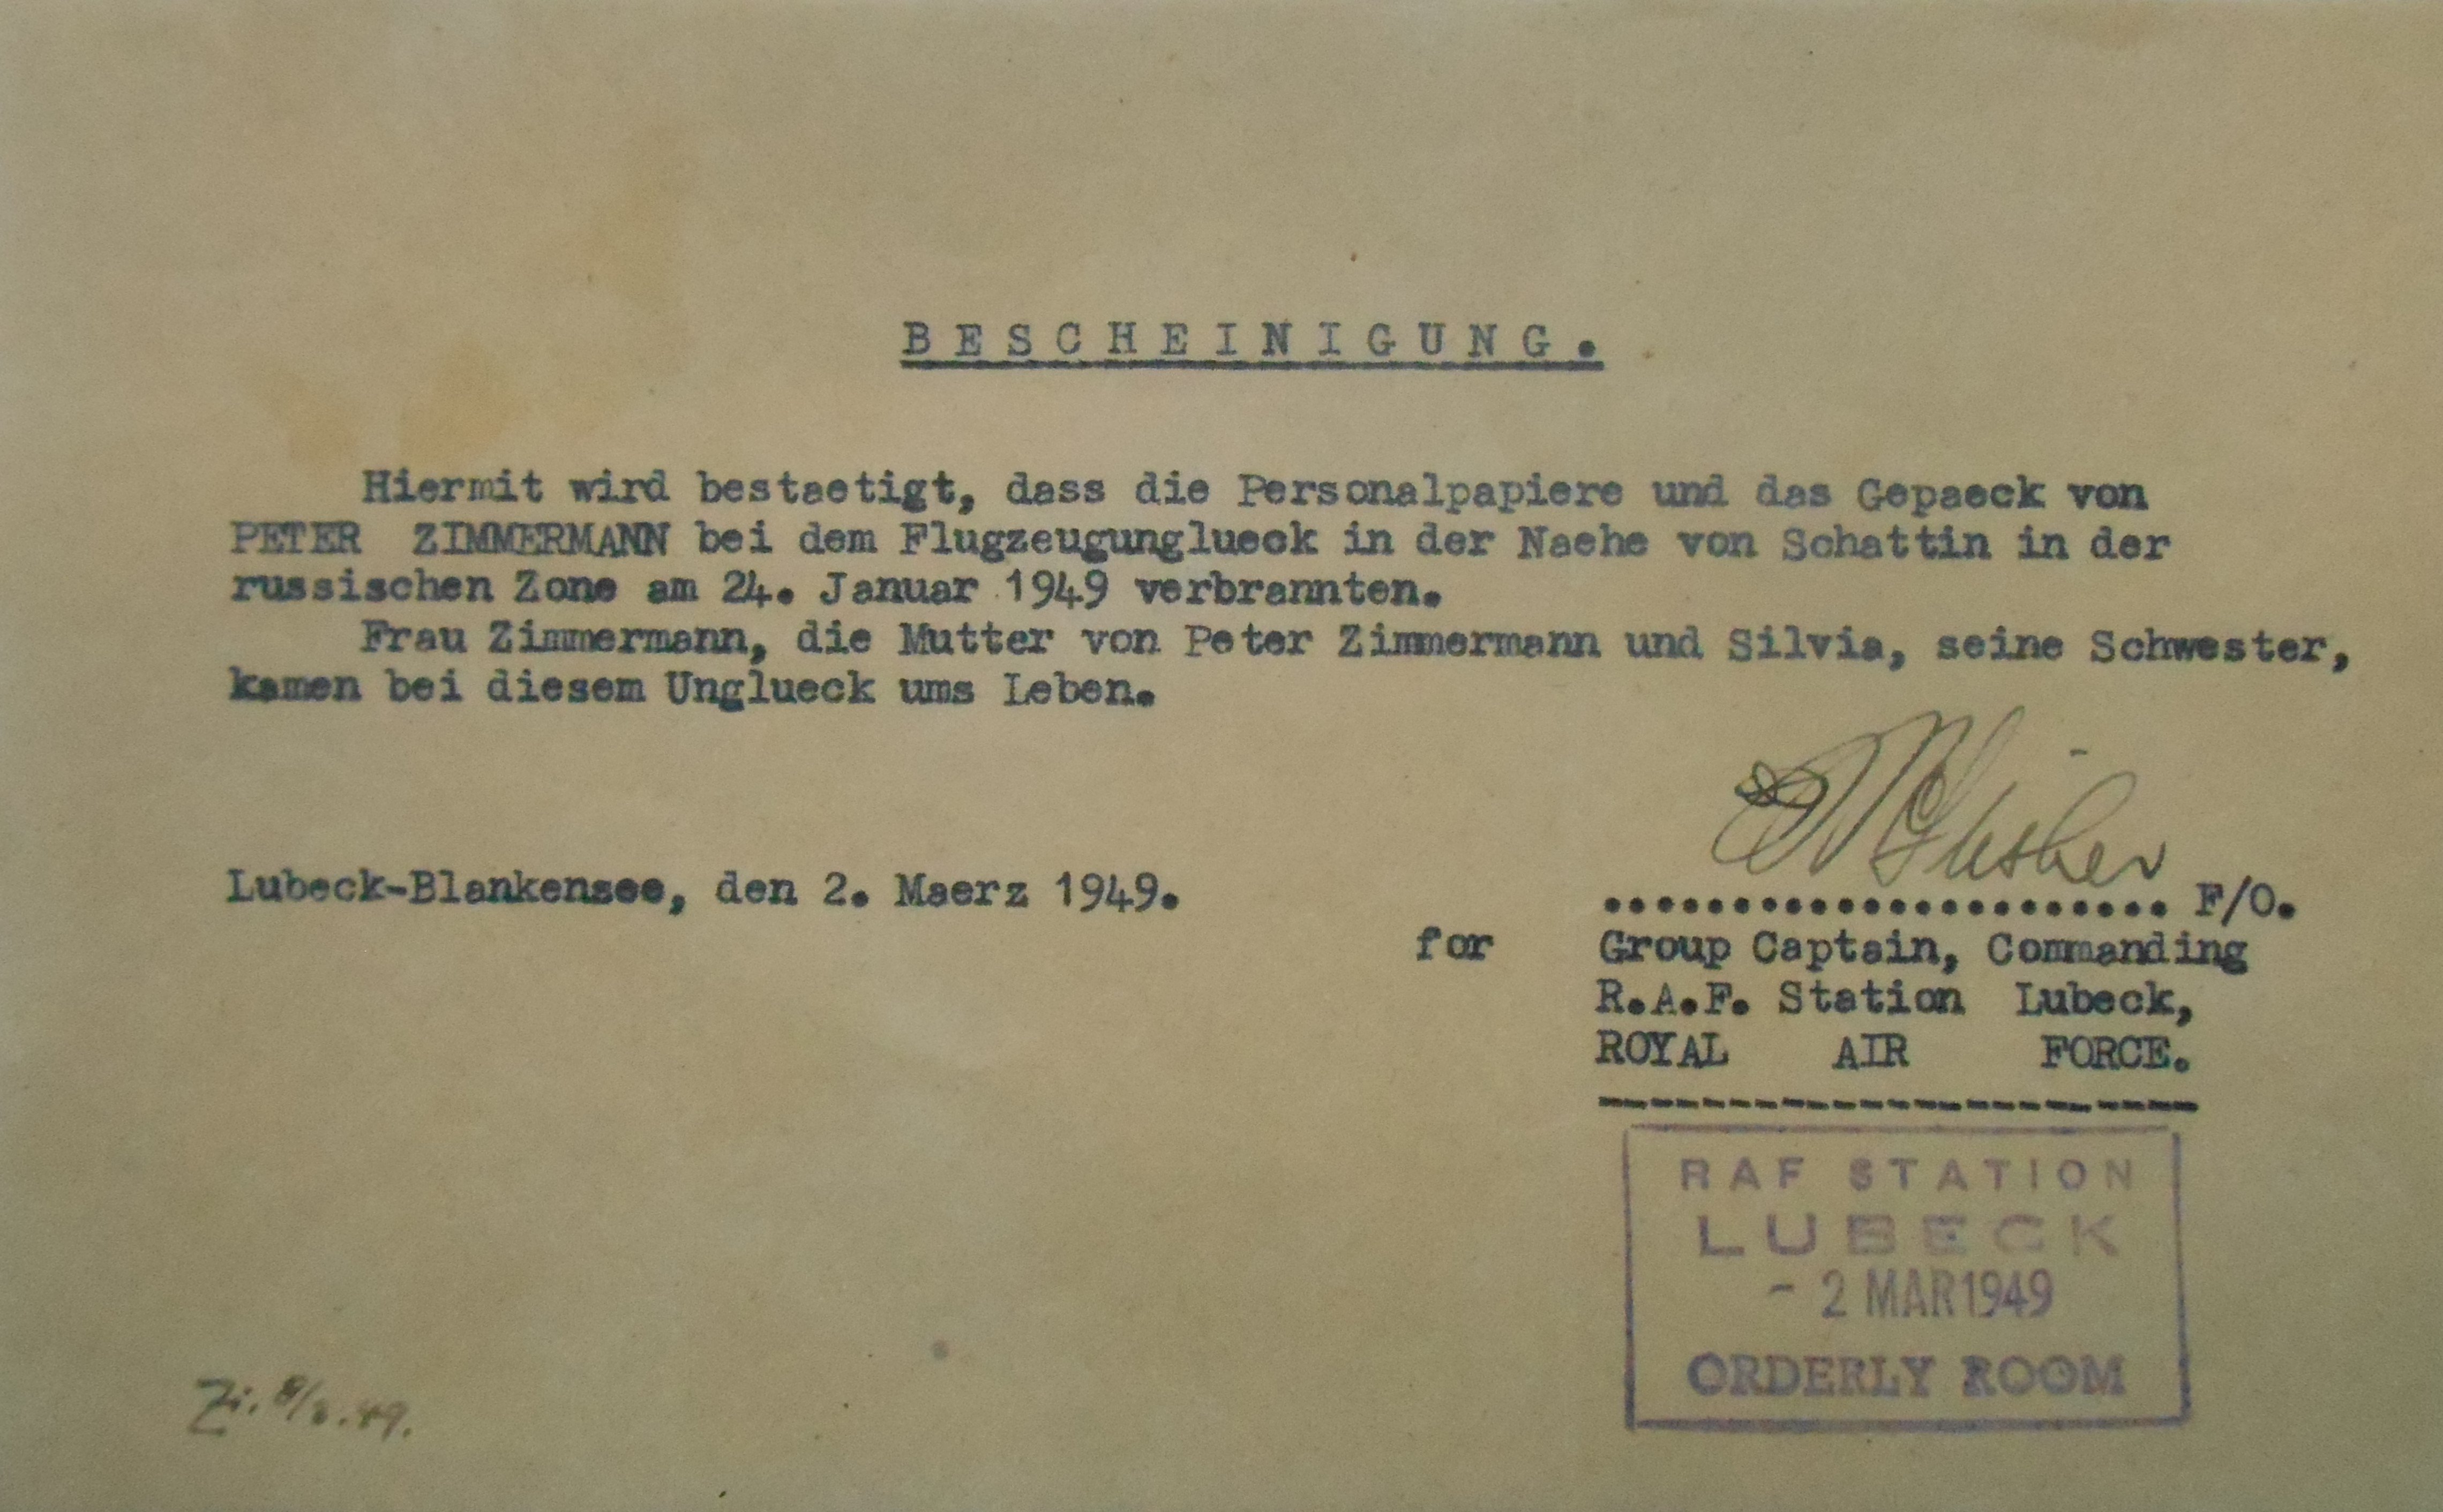 BESCHEINIGUNG.
Hiermit wird bestaetigt, dass die Personalpapiere und das Gepaeck von
PETER ZIMMERMANN bei dem Flugzeugunglueck in der Naehe von Schattin in der
russischen Zone am 24. Januar 1949 verbrannten.
Frau Zimmermann, die Mutter von Peter Zimmermann und Silvia, seine Schwester,
kamen bei diesem Unglueck ums Leben.
Lubeck-Blankensee, den 2. Maerz 1949.
...................... F/O.
for Group Captain, Commanding
R.A.F. Station Lubeck,
ROYAL AIR FORCE.
RAF STATION
LUBECK
- 2 MAR 1949
ORDERLY ROOM
Zi.